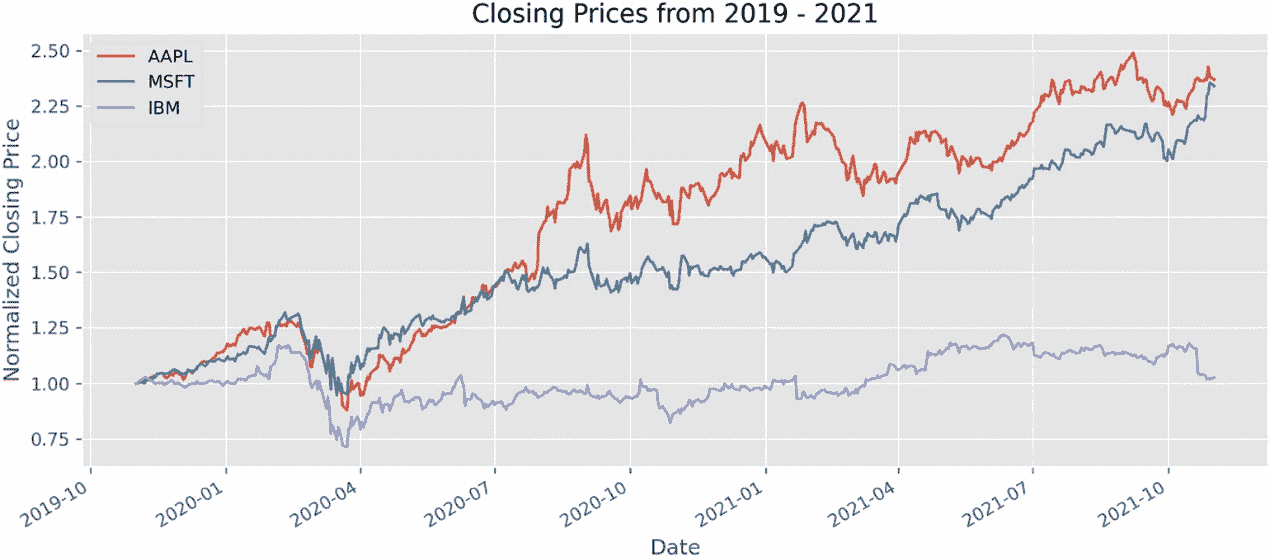 Closing Prices from 2019 - 2021
AAPL
MSFT
IBM
Normalized Closing Price
2.50
2.25
2.00
1.75
1.50
1.25
1.00
0.75
2019-10
2020-01
2020-04
2020-07
2020-10
2021-01
2021-04
2021-07
2021-10
Date